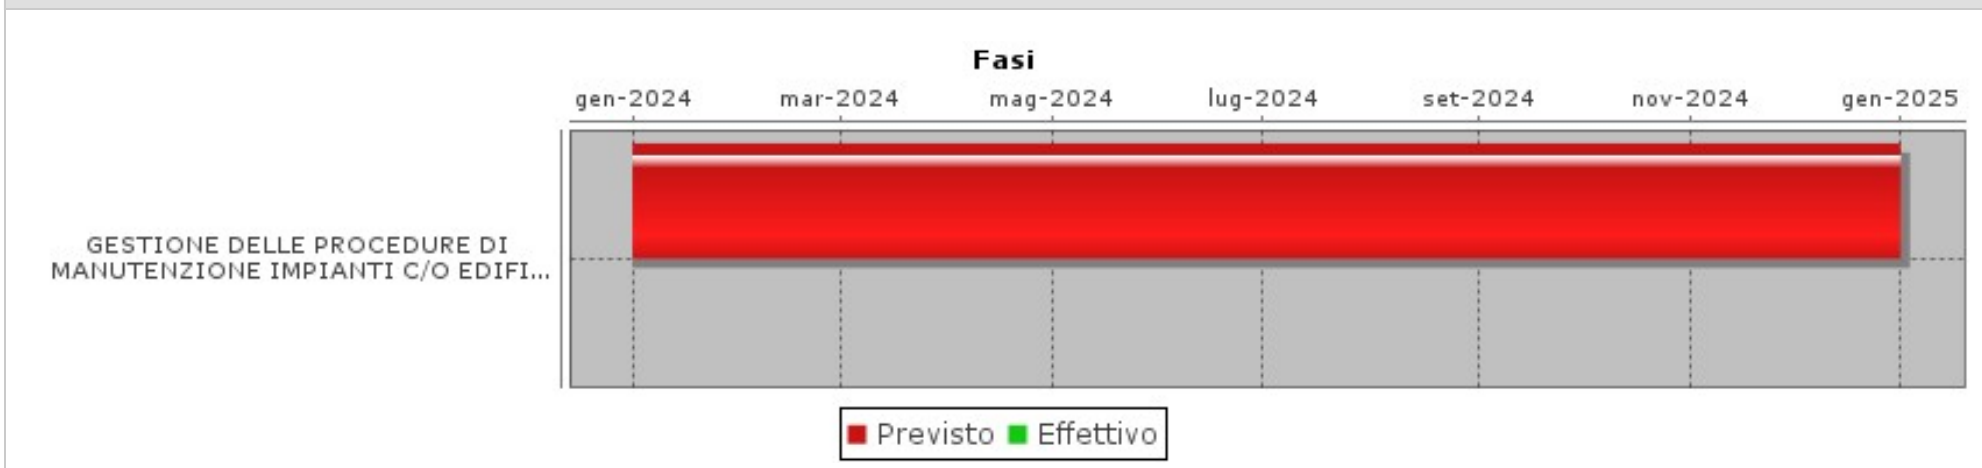 Fasi
gen-2024 mar-2024 mag-2024 lug-2024 set-2024 nov-2024 gen-2025
GESTIONE DELLE PROCEDURE DI
MANUTENZIONE IMPIANTI C/O EDIFI...
Previsto Effettivo